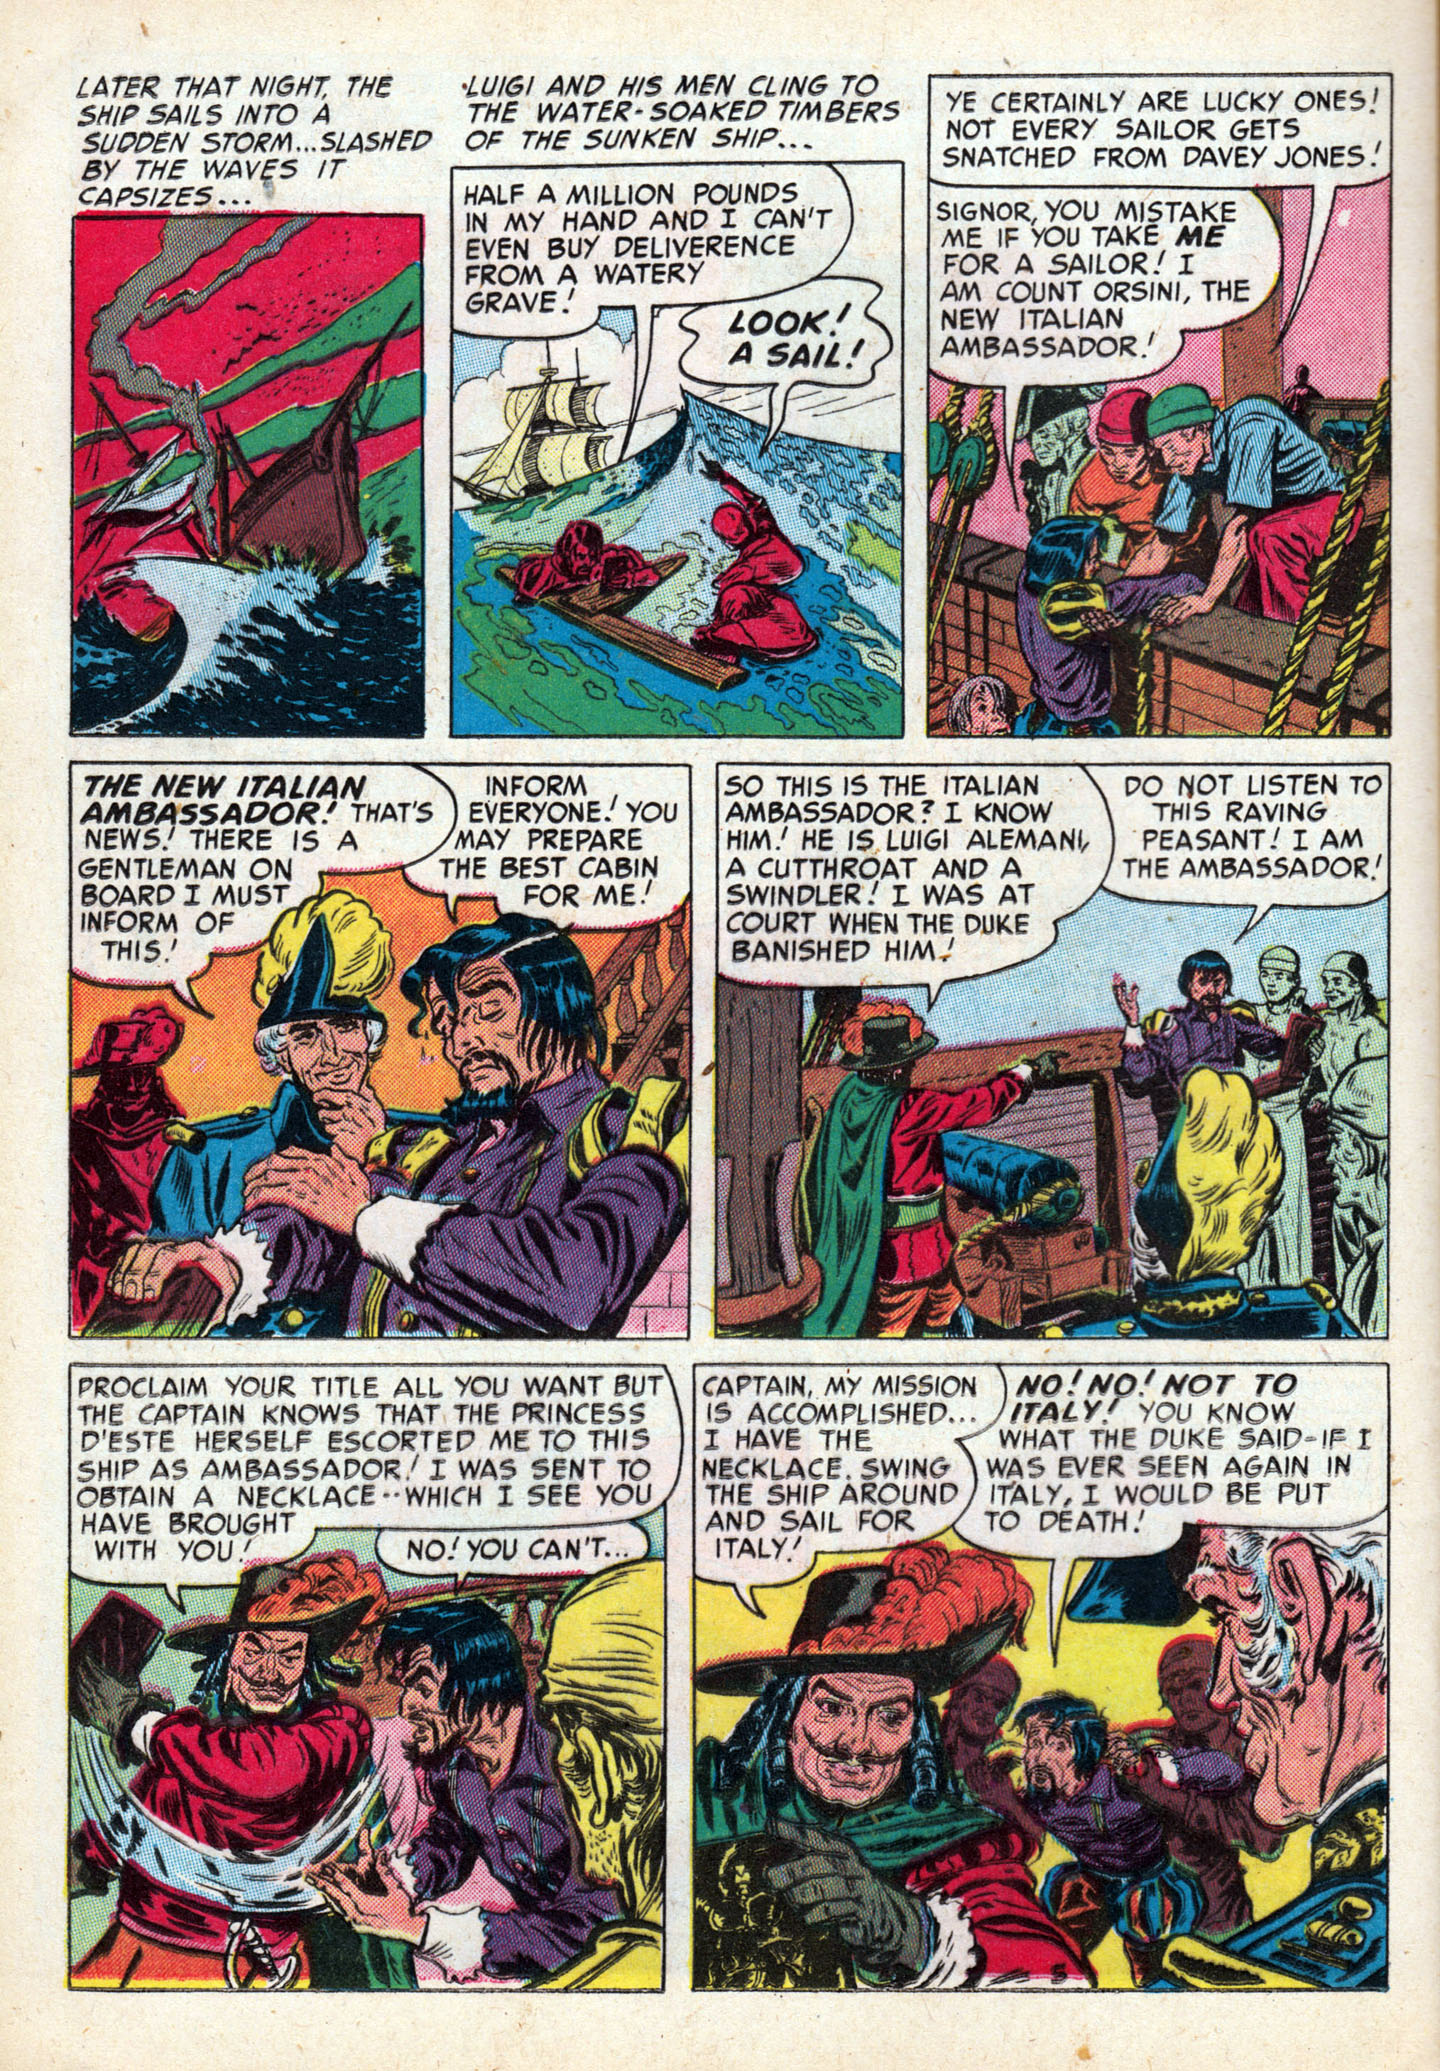 LATER THAT NIGHT, THE
SHIP SAILS INTO A
SUDDEN STORM...SLASHED
BY THE WAVES IT
CAPSIZES...
LUIGI AND HIS MEN CLING TO
THE WATER-SOAKED TIMBERS
OF THE SUNKEN SHIP...
HALF A MILLION POUNDS
IN MY HAND AND I CAN'T
EVEN BUY DELIVERENCE
FROM A WATERY
GRAVE!
LOOK!
A SAIL!
YE CERTAINLY ARE LUCKY ONES!
NOT EVERY SAILOR GETS
SNATCHED FROM DAVEY JONES!
SIGNOR, YOU MISTAKE
ME IF YOU TAKE ME
FOR A SAILOR! I
AM COUNT ORSINI, THE
NEW ITALIAN
AMBASSADOR!
THE NEW ITALIAN
AMBASSADOR! THAT'S
NEWS! THERE IS A
GENTLEMAN ON
BOARD I MUST
INFORM OF
THIS!
INFORM
EVERYONE! YOU
MAY PREPARE
THE BEST CABIN
FOR ME!
SO THIS IS THE ITALIAN
AMBASSADOR? I KNOW
HIM! HE IS LUIGI ALEMANI,
A CUTTHROAT AND A
SWINDLER! I WAS AT
COURT WHEN THE DUKE
BANISHED HIM!
DO NOT LISTEN TO
THIS RAVING
PEASANT! I AM
THE AMBASSADOR!
PROCLAIM YOUR TITLE ALL YOU WANT BUT
THE CAPTAIN KNOWS THAT THE PRINCESS
D'ESTE HERSELF ESCORTED ME TO THIS
SHIP AS AMBASSADOR! I WAS SENT TO
OBTAIN A NECKLACE--WHICH I SEE YOU
HAVE BROUGHT
WITH YOU!
NO! YOU CAN'T...
CAPTAIN, MY MISSION
IS ACCOMPLISHED...
I HAVE THE
NECKLACE. SWING
THE SHIP AROUND
AND SAIL FOR
ITALY!
NO! NO! NOT TO
ITALY! YOU KNOW
WHAT THE DUKE SAID-IF I
WAS EVER SEEN AGAIN IN
ITALY, I WOULD BE PUT
TO DEATH!
5